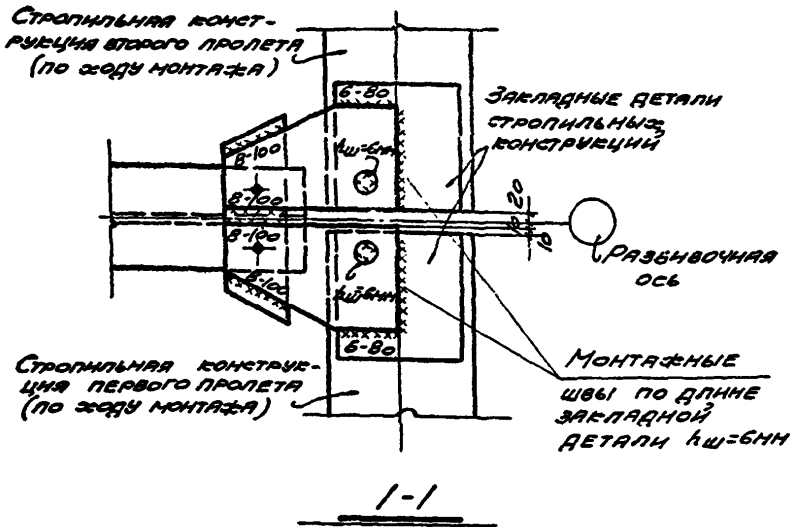 Стропильная конст-
рукция второго пролета
(по ходу монтажа)
6-80
Закладные детали
стропильных
конструкций
8-100
hш=6мм
8-100
8-100
8-100
hш=6мм
20
10
10
Разбивочная
ось
6-80
Стропильная конструк-
ция первого пролета
(по ходу монтажа)
Монтажные
швы по длине
закладной
детали hш=6мм
1-1